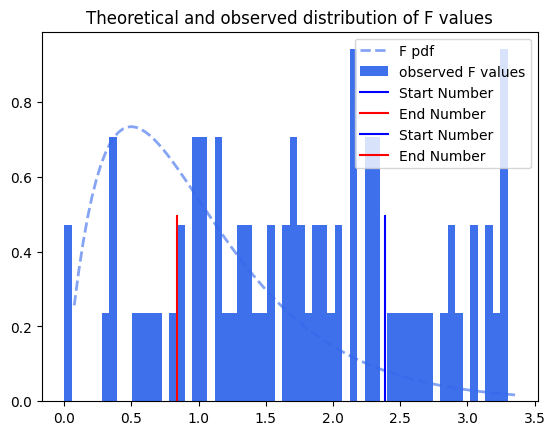 Theoretical and observed distribution of F values
F pdf
observed F values
Start Number
End Number
Start Number
End Number
0.8
0.6
0.4
0.2
0.0
0.0 0.5 1.0 1.5 2.0 2.5 3.0 3.5